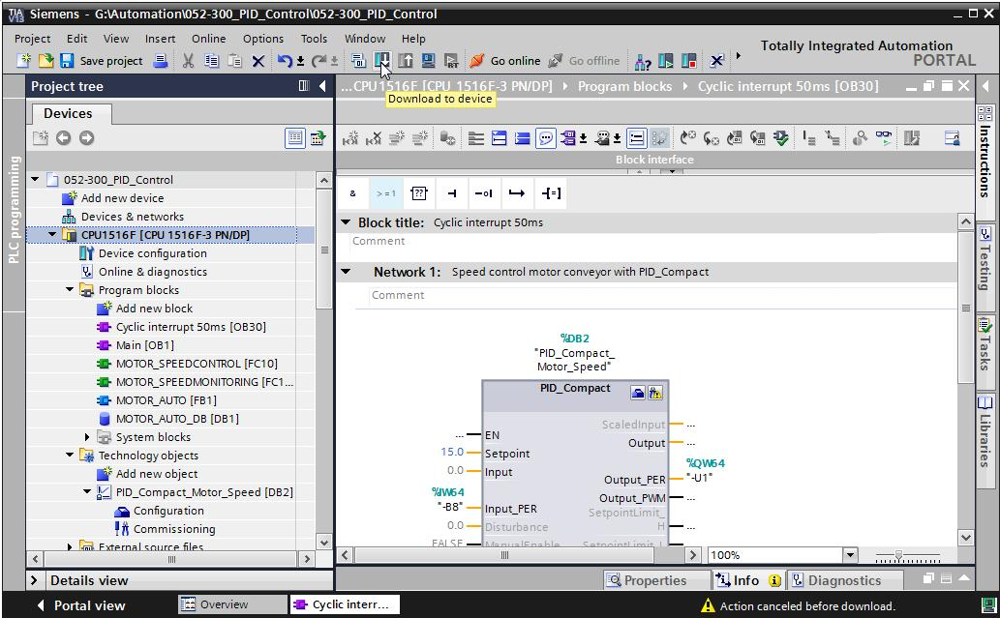 TIA
V13
Siemens - G:\Automation\052-300_PID_Control\052-300_PID_Control
Project Edit View Insert Online Options Tools Window Help
Save project
Go online
Go offline
Totally Integrated Automation
PORTAL
Project tree
...CPU1516F [CPU 1516F-3 PN/DP] Program blocks Cyclic interrupt 50ms [OB30]
Download to device
Devices
PLC programming
Block interface
052-300_PID_Control
Add new device
Devices & networks
CPU1516F [CPU 1516F-3 PN/DP]
Device configuration
Online & diagnostics
Program blocks
Add new block
Cyclic interrupt 50ms [OB30]
Main [OB1]
MOTOR_SPEEDCONTROL [FC10]
MOTOR_SPEEDMONITORING [FC1...
MOTOR_AUTO [FB1]
MOTOR_AUTO_DB [DB1]
System blocks
Technology objects
Add new object
PID_Compact_Motor_Speed [DB2]
Configuration
Commissioning
External source files
& >=1 ??
Block title: Cyclic interrupt 50ms
Comment
Network 1: Speed control motor conveyor with PID_Compact
Comment
%DB2
"PID_Compact_
Motor_Speed"
PID_Compact
ScaledInput ...
... EN
Output ...
15.0 Setpoint
%QW64
0.0 Input
Output_PER "-U1"
%IW64
Output_PWM ...
"-B8" Input_PER
SetpointLimit_
H ...
0.0 Disturbance
FALSE ManualEnable
SetpointLimit_L
100%
Instructions
Testing
Tasks
Libraries
Details view
Properties
Info
Diagnostics
Portal view
Overview
Cyclic interr...
Action canceled before download.